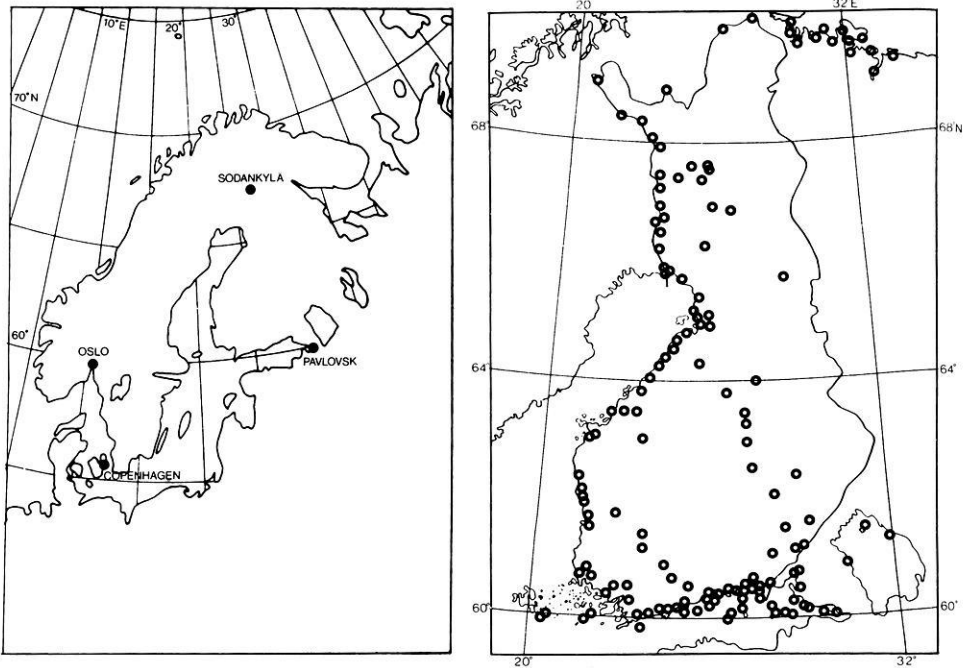 10°E
20°
30°
70°N
SODANKYLÄ
60°
OSLO
PAVLOVSK
COPENHAGEN
20
32°E
68°
68°N
64°
64°
60°
60°
20°
32°